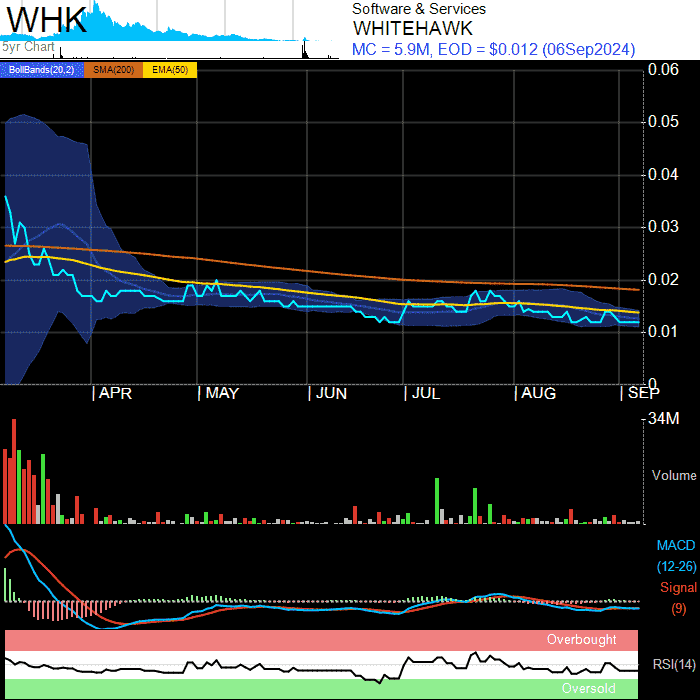 WHK
Software & Services
WHITEHAWK
5yr Chart
MC = 5.9M, EOD = $0.012 (06Sep2024)
BollBands(20,2) SMA(200) EMA(50)
0.06
0.05
0.04
0.03
0.02
0.01
0
APR MAY JUN JUL AUG SEP
34M
Volume
MACD
(12-26)
Signal
(9)
Overbought
RSI(14)
Oversold